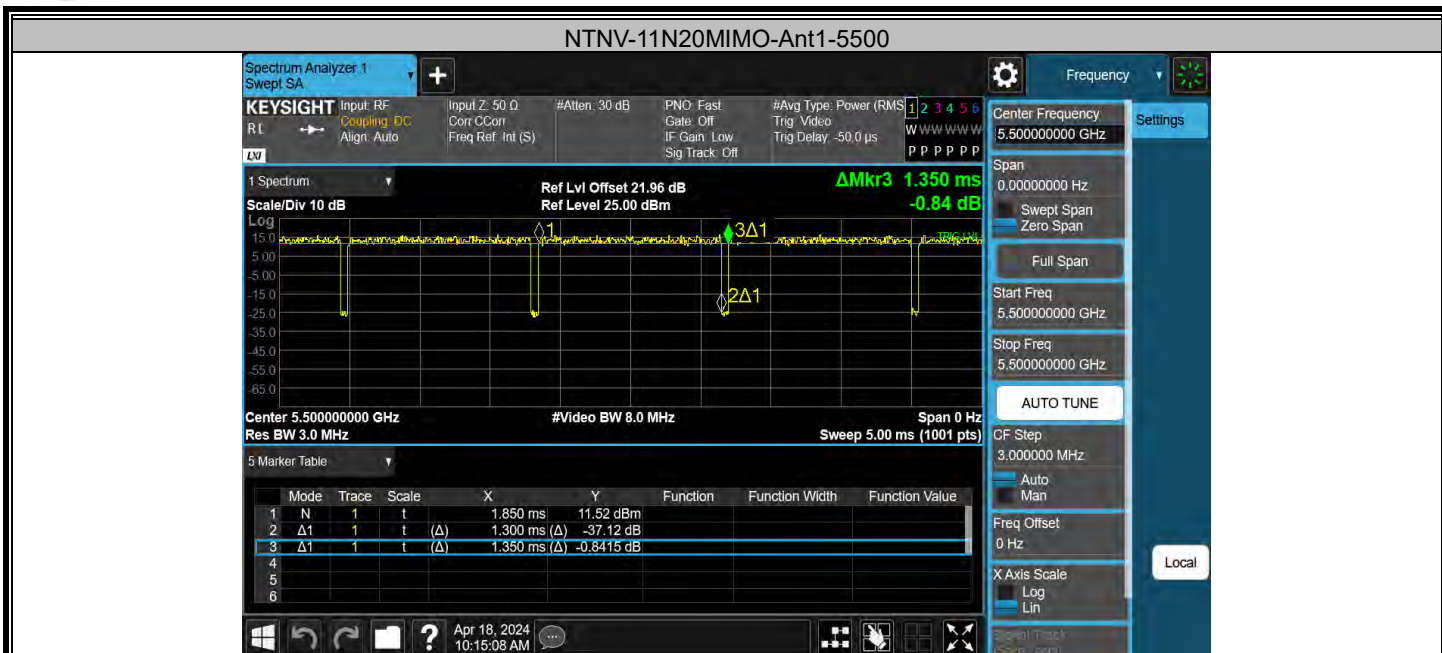 NTNV-11N20MIMO-Ant1-5500
Spectrum Analyzer 1
Swept SA
Frequency
KEYSIGHT
RL
LXI
Input: RF
Coupling: DC
Align: Auto
Input Z: 50 Ω
Corr CCorr
Freq Ref: Int (S)
#Atten: 30 dB
PNO: Fast
Gate: Off
IF Gain: Low
Sig Track: Off
#Avg Type: Power (RMS
Trig: Video
Trig Delay: -50.0 µs
1 2 3 4 5 6
W W W W W W
P P P P P P
1 Spectrum
Scale/Div 10 dB
Log
Ref Lvl Offset 21.96 dB
Ref Level 25.00 dBm
ΔMkr3 1.350 ms
-0.84 dB
15.0
5.00
-5.00
-15.0
-25.0
-35.0
-45.0
-55.0
-65.0
1
3Δ1
2Δ1
TRIG LVL
Center 5.500000000 GHz
#Video BW 8.0 MHz
Span 0 Hz
Res BW 3.0 MHz
Sweep 5.00 ms (1001 pts)
5 Marker Table
Mode Trace Scale X Y Function Function Width Function Value
1 N 1 t 1.850 ms 11.52 dBm
2 Δ1 1 t (Δ) 1.300 ms (Δ) -37.12 dB
3 Δ1 1 t (Δ) 1.350 ms (Δ) -0.8415 dB
4
5
6
?
Apr 18, 2024
10:15:08 AM
Center Frequency
5.500000000 GHz
Settings
Span
0.00000000 Hz
Swept Span
Zero Span
Full Span
Start Freq
5.500000000 GHz
Stop Freq
5.500000000 GHz
AUTO TUNE
CF Step
3.000000 MHz
Auto
Man
Freq Offset
0 Hz
X Axis Scale
Log
Lin
Local
Signal Track